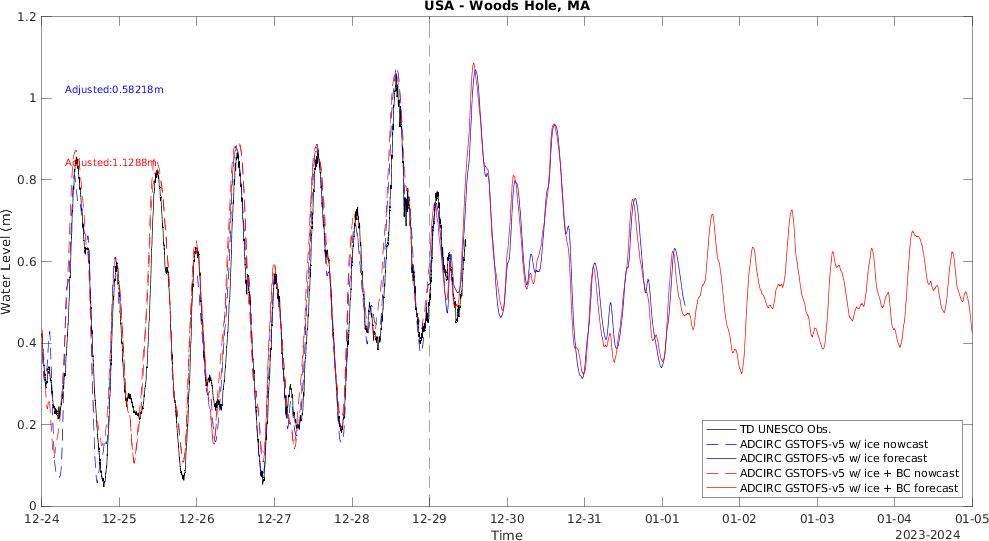 USA - Woods Hole, MA
1.2
1
0.8
0.6
0.4
0.2
0
Water Level (m)
Adjusted:0.58218m
Adjusted:1.1288m
TD UNESCO Obs.
ADCIRC GSTOFS-v5 w/ ice nowcast
ADCIRC GSTOFS-v5 w/ ice forecast
ADCIRC GSTOFS-v5 w/ ice + BC nowcast
ADCIRC GSTOFS-v5 w/ ice + BC forecast
12-24 12-25 12-26 12-27 12-28 12-29 12-30 12-31 01-01 01-02 01-03 01-04 01-05
Time
2023-2024